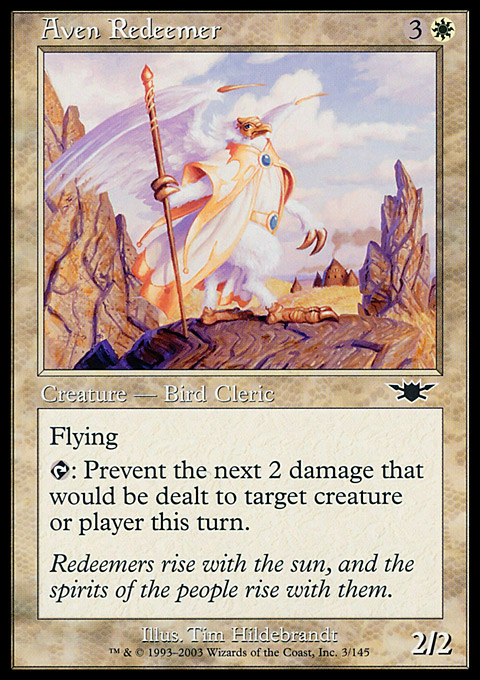 Aven Redeemer 3
Creature — Bird Cleric
Flying
: Prevent the next 2 damage that
would be dealt to target creature
or player this turn.
Redeemers rise with the sun, and the
spirits of the people rise with them.
Illus. Tim Hildebrandt
™ & © 1993–2003 Wizards of the Coast, Inc. 3/145
2/2